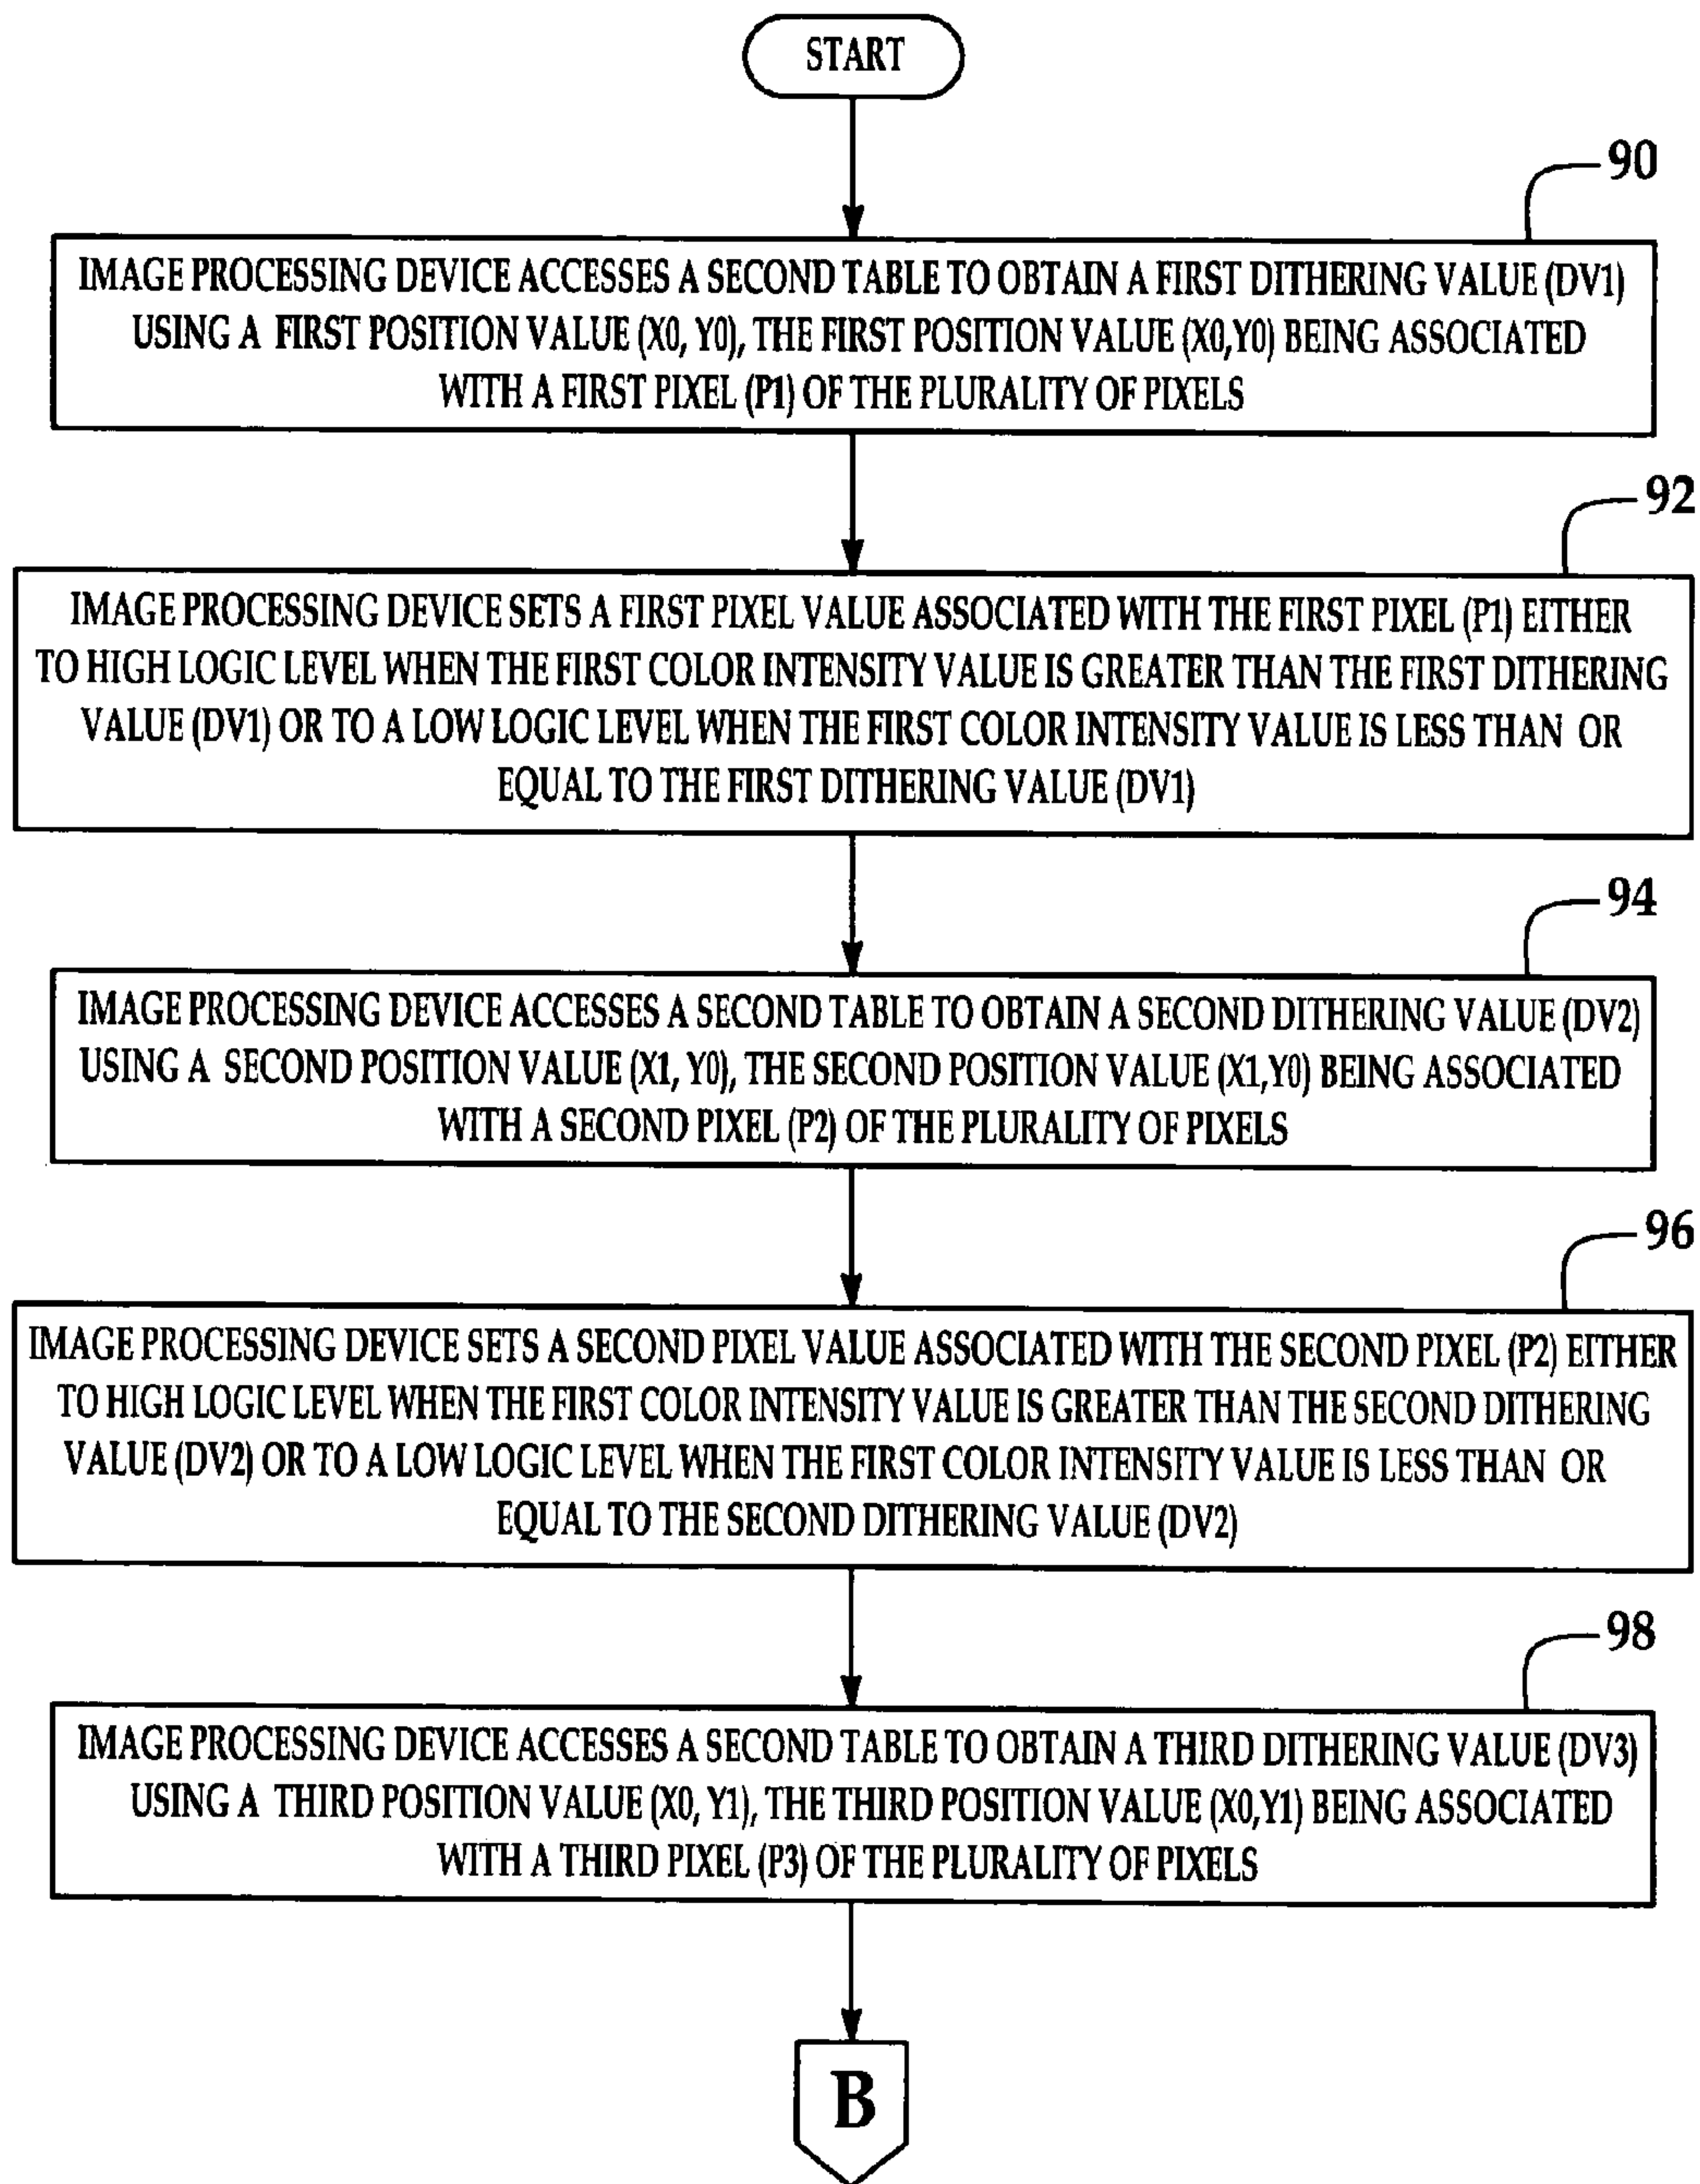 START
90
IMAGE PROCESSING DEVICE ACCESSES A SECOND TABLE TO OBTAIN A FIRST DITHERING VALUE (DV1)
USING A FIRST POSITION VALUE (X0, Y0), THE FIRST POSITION VALUE (X0,Y0) BEING ASSOCIATED
WITH A FIRST PIXEL (P1) OF THE PLURALITY OF PIXELS
92
IMAGE PROCESSING DEVICE SETS A FIRST PIXEL VALUE ASSOCIATED WITH THE FIRST PIXEL (P1) EITHER
TO HIGH LOGIC LEVEL WHEN THE FIRST COLOR INTENSITY VALUE IS GREATER THAN THE FIRST DITHERING
VALUE (DV1) OR TO A LOW LOGIC LEVEL WHEN THE FIRST COLOR INTENSITY VALUE IS LESS THAN OR
EQUAL TO THE FIRST DITHERING VALUE (DV1)
94
IMAGE PROCESSING DEVICE ACCESSES A SECOND TABLE TO OBTAIN A SECOND DITHERING VALUE (DV2)
USING A SECOND POSITION VALUE (X1, Y0), THE SECOND POSITION VALUE (X1,Y0) BEING ASSOCIATED
WITH A SECOND PIXEL (P2) OF THE PLURALITY OF PIXELS
96
IMAGE PROCESSING DEVICE SETS A SECOND PIXEL VALUE ASSOCIATED WITH THE SECOND PIXEL (P2) EITHER
TO HIGH LOGIC LEVEL WHEN THE FIRST COLOR INTENSITY VALUE IS GREATER THAN THE SECOND DITHERING
VALUE (DV2) OR TO A LOW LOGIC LEVEL WHEN THE FIRST COLOR INTENSITY VALUE IS LESS THAN OR
EQUAL TO THE SECOND DITHERING VALUE (DV2)
98
IMAGE PROCESSING DEVICE ACCESSES A SECOND TABLE TO OBTAIN A THIRD DITHERING VALUE (DV3)
USING A THIRD POSITION VALUE (X0, Y1), THE THIRD POSITION VALUE (X0,Y1) BEING ASSOCIATED
WITH A THIRD PIXEL (P3) OF THE PLURALITY OF PIXELS
B